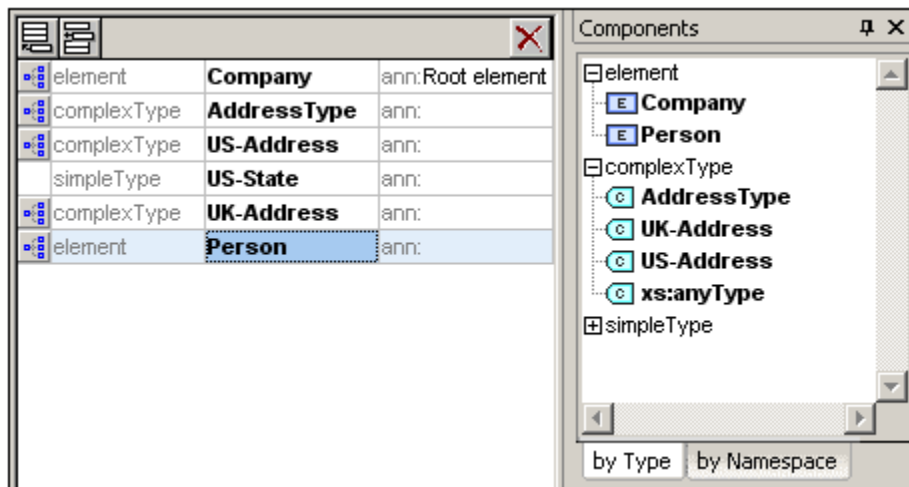 element Company ann:Root element
complexType AddressType ann:
complexType US-Address ann:
simpleType US-State ann:
complexType UK-Address ann:
element Person ann:
Components
element
E Company
E Person
complexType
C AddressType
C UK-Address
C US-Address
C xs:anyType
simpleType
by Type by Namespace